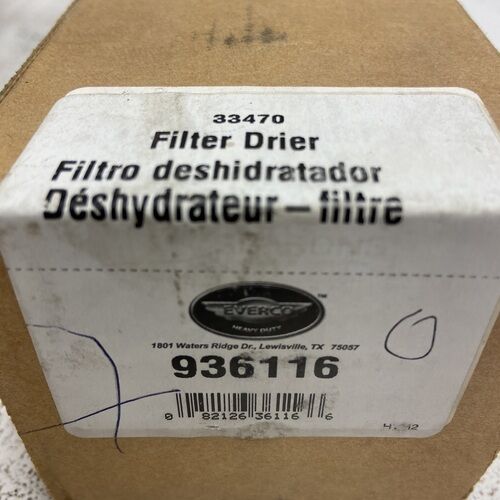 33470
Filter Drier
Filtro deshidratador
Déshydrateur-filtre
EVERCO
HEAVY DUTY
™
1801 Waters Ridge Dr., Lewisville, TX 75057
936116
0 82126 36116 6